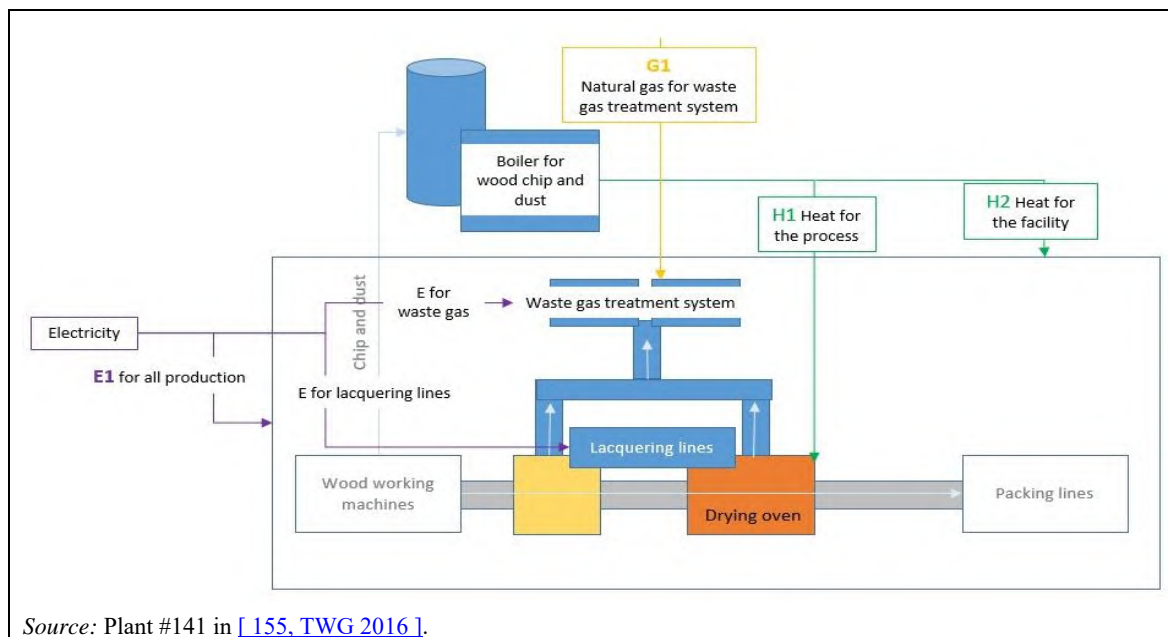 G1
Natural gas for waste
gas treatment system
Boiler for
wood chip and
dust
H1 Heat for
the process
H2 Heat for
the facility
Chip and dust
E for
waste gas
Waste gas treatment system
Electricity
E1 for all production
E for lacquering lines
Lacquering lines
Wood working
machines
Drying oven
Packing lines
Source: Plant #141 in [ 155, TWG 2016 ].